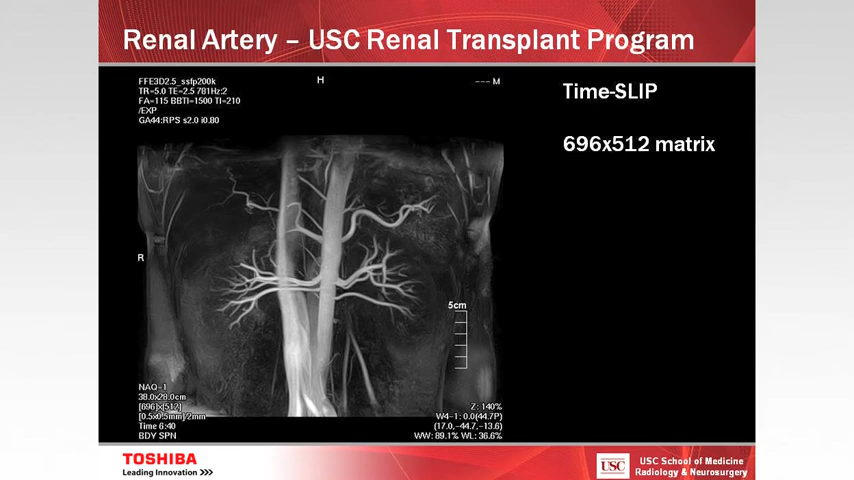 Renal Artery – USC Renal Transplant Program
FFE3D2.5_ssfp200k
TR=5.0 TE=2.5 781Hz:2
FA=115 BBTI=1500 TI=210
/EXP
GA44:RPS s2.0 i0.80
H
--- M
Time-SLIP
696x512 matrix
R
5cm
NAQ-1
38.0x28.0cm
[696]x[512]
[0.5x0.5mm]/2mm
Time 6:40
BDY SPN
Z: 140%
W4-1: 0.0(44.7P)
(17.0,-44.7,-13.6)
WW: 89.1% WL: 36.6%
TOSHIBA
Leading Innovation >>>
USC
USC School of Medicine
Radiology & Neurosurgery